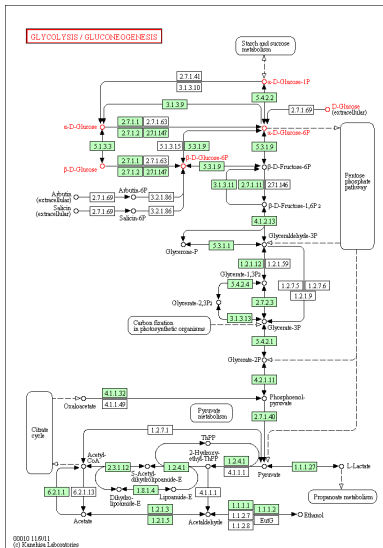 GLYCOLYSIS / GLUCONEOGENESIS
Starch and sucrose
metabolism
2.7.1.41
3.1.3.10
α-D-Glucose-1P
3.1.3.9
5.4.2.2
D-Glucose
(extracellular)
2.7.1.69
α-D-Glucose
2.7.1.1
2.7.1.63
2.7.1.2
2.7.1.147
α-D-Glucose-6P
5.1.3.3
5.1.3.15
5.3.1.9
5.3.1.9
β-D-Glucose
2.7.1.1
2.7.1.63
2.7.1.2
2.7.1.147
β-D-Glucose-6P
5.3.1.9
β-D-Fructose-6P
Pentose
phosphate
pathway
3.1.3.11
2.7.1.11
2.7.1.146
Arbutin
(extracellular)
2.7.1.69
Arbutin-6P
3.2.1.86
Salicin
(extracellular)
2.7.1.69
Salicin-6P
3.2.1.86
β-D-Fructose-1,6P2
4.1.2.13
Glyceraldehyde-3P
Glycerone-P
5.3.1.1
1.2.1.12
1.2.1.59
Glycerate-1,3P2
5.4.2.4
1.2.7.5
1.2.7.6
1.2.1.9
Glycerate-2,3P2
2.7.2.3
3.1.3.13
Carbon fixation
in photosynthetic organisms
Glycerate-3P
5.4.2.1
Glycerate-2P
4.2.1.11
4.1.1.32
Oxaloacetate
4.1.1.49
Phosphoenol-
pyruvate
Pyruvate
metabolism
2.7.1.40
Citrate
cycle
1.2.7.1
ThPP
Acetyl-
CoA
2-Hydroxy-
ethyl-ThPP
2.3.1.12
S-Acetyl-
dihydrolipoamide-E
1.2.4.1
1.2.4.1
4.1.1.1
Pyruvate
1.1.1.27
L-Lactate
6.2.1.1
6.2.1.13
Dihydro-
lipoamide-E
1.8.1.4
Lipoamide-E
4.1.1.1
Propanoate metabolism
Acetate
1.2.1.3
1.2.1.5
Acetaldehyde
1.1.1.1
1.1.1.2
1.1.2.7
EutG
1.1.2.8
Ethanol
00010 11/6/11
(c) Kanehisa Laboratories